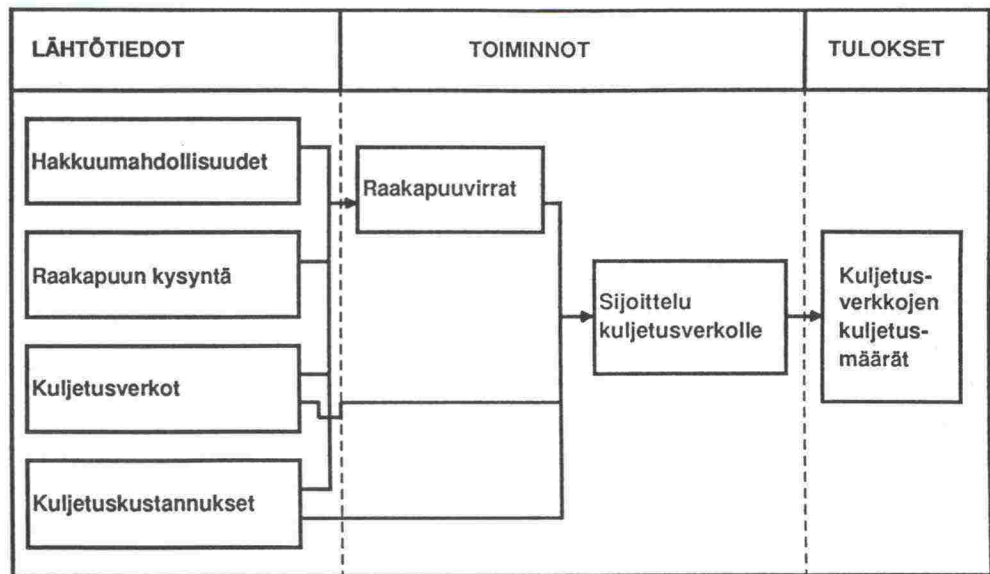 LÄHTÖTIEDOT
TOIMINNOT
TULOKSET
Hakkuumahdollisuudet
Raakapuun kysyntä
Kuljetusverkot
Kuljetuskustannukset
Raakapuuvirrat
Sijoittelu
kuljetusverkolle
Kuljetus-
verkkojen
kuljetus-
määrät